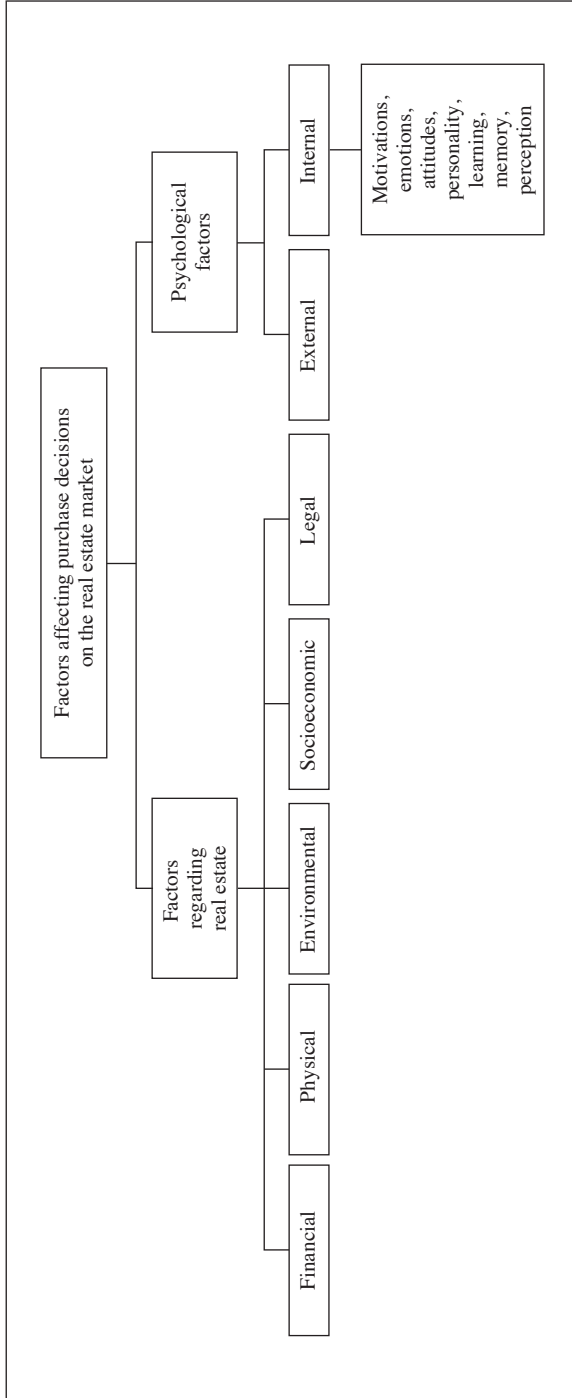 Factors affecting purchase decisions
on the real estate market
Factors
regarding
real estate
Psychological
factors
Financial
Physical
Environmental
Socioeconomic
Legal
External
Internal
Motivations,
emotions,
attitudes,
personality,
learning,
memory,
perception